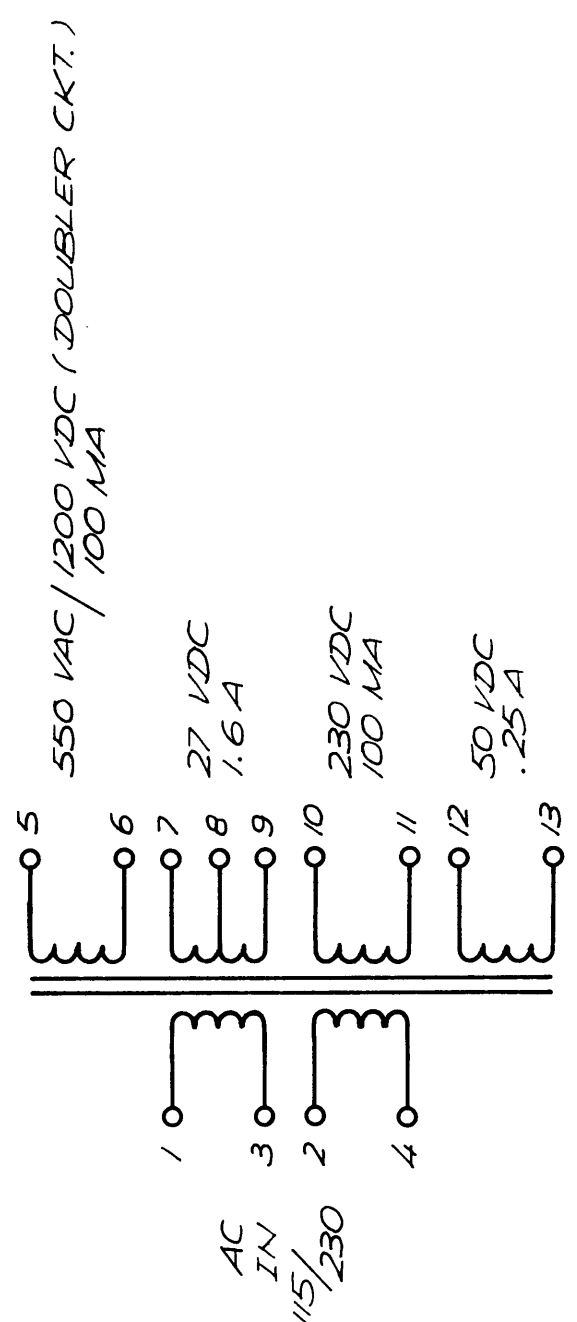 AC
IN
115/230
1
3
2
4
5
6
7
8
9
10
11
12
13
550 VAC/1200 VDC (DOUBLER CKT.)
100 MA
27 VDC
1.6 A
230 VDC
100 MA
50 VDC
.25 A